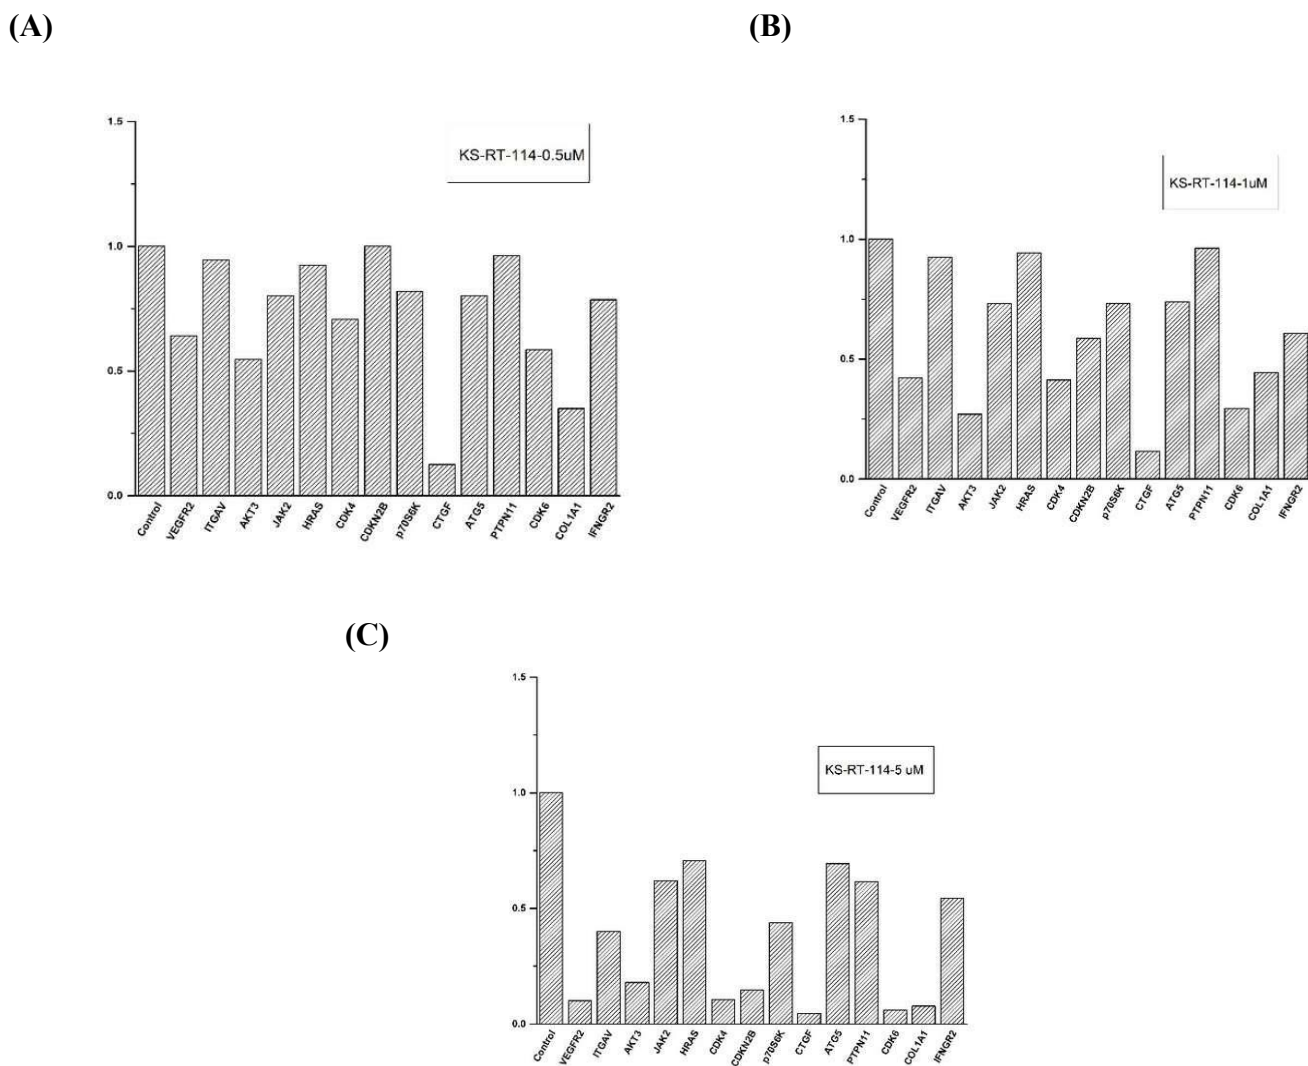 (A)
(B)
1.5
1.0
0.5
0.0
KS-RT-114-0.5uM
Control
VEGFR2
ITGAV
AKT3
JAK2
HRAS
CDK4
CDKN2B
p70S6K
CTGF
ATG5
PTPN11
CDK6
COL1A1
IFNGR2
1.5
1.0
0.5
0.0
KS-RT-114-1uM
Control
VEGFR2
ITGAV
AKT3
JAK2
HRAS
CDK4
CDKN2B
p70S6K
CTGF
ATG5
PTPN11
CDK6
COL1A1
IFNGR2
(C)
1.5
1.0
0.5
0.0
KS-RT-114-5 uM
Control
VEGFR2
ITGAV
AKT3
JAK2
HRAS
CDK4
CDKN2B
p70S6K
CTGF
ATG5
PTPN11
CDK6
COL1A1
IFNGR2